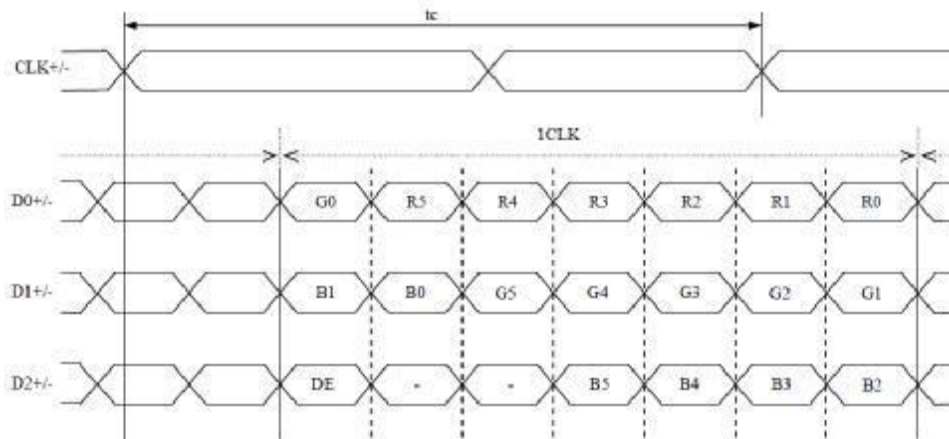 tc
CLK+/-
1CLK
D0+/- G0 R5 R4 R3 R2 R1 R0
D1+/- B1 B0 G5 G4 G3 G2 G1
D2+/- DE - - B5 B4 B3 B2